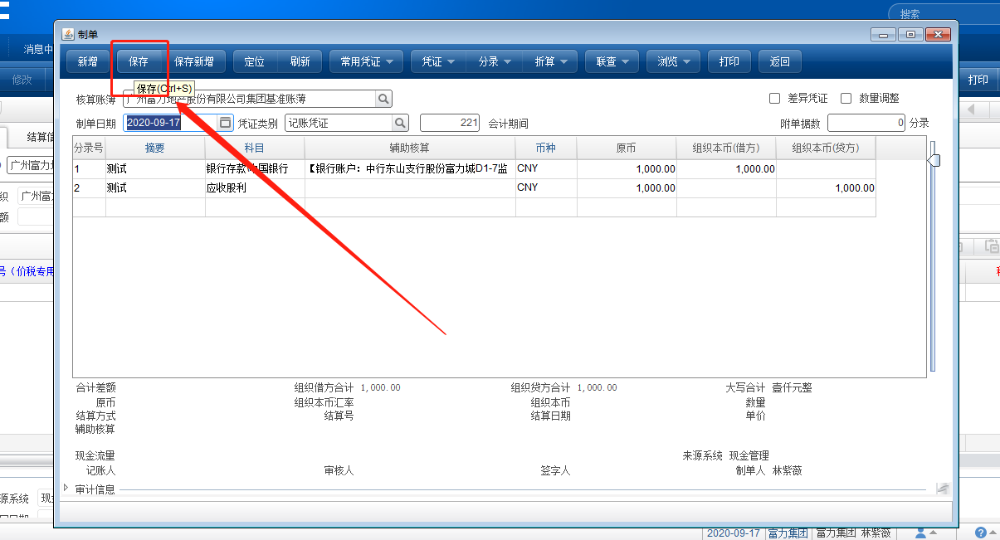 搜索
制单
消息中
新增 保存 保存新增 定位 刷新 常用凭证 凭证 分录 折算 联查 浏览 打印 返回
修改
打印
保存(Ctrl+S)
核算账簿 广州富力地产股份有限公司集团基准账簿 差异凭证 数量调整
制单日期 2020-09-17 凭证类别 记账凭证 221 会计期间 附单据数 0 分录
结算信
分录号 摘要 科目 辅助核算 币种 原币 组织本币(借方) 组织本币(贷方)
广州富力
1 测试 银行存款\中国银行 【银行账户：中行东山支行股份富力城D1-7监 CNY 1,000.00 1,000.00
2 测试 应收股利 CNY 1,000.00 1,000.00
织 广州富
额
号（价税专用
合计差额 组织借方合计 1,000.00 组织贷方合计 1,000.00 大写合计 壹仟元整
原币 组织本币汇率 组织本币 数量
结算方式 结算号 结算日期 单价
辅助核算
现金流量 来源系统 现金管理
记账人 审核人 签字人 制单人 林紫薇
审计信息
源系统 现
2020-09-17 富力集团 富力集团 林紫薇